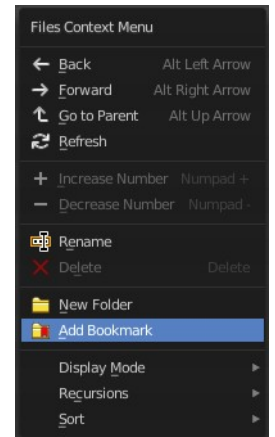 Files Context Menu
Back Alt Left Arrow
Forward Alt Right Arrow
Go to Parent Alt Up Arrow
Refresh
Increase Number Numpad +
Decrease Number Numpad -
Rename
Delete Delete
New Folder
Add Bookmark
Display Mode
Recursions
Sort